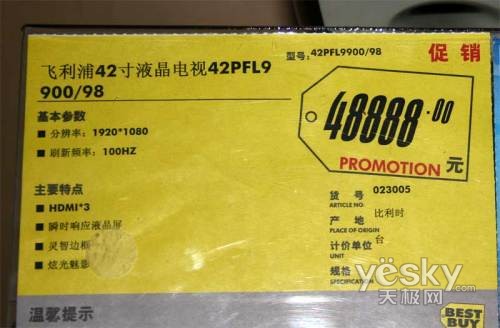 型号: 42PFL9900/98
促 销
飞利浦42寸液晶电视42PFL9
900/98
基本参数
■ 分辨率: 1920*1080
■ 刷新频率: 100HZ
48888.00
PROMOTION 元
主要特点
■ HDMI*3
■ 瞬时响应液晶屏
■ 灵智边框
■ 炫光魅影
货 号 023005
ARTICLE NO.
产 地 比利时
PLACE OF ORIGIN
计价单位 台
UNIT
规格
SPECIFICATION
yësky
天极网
温馨提示
BEST
BUY